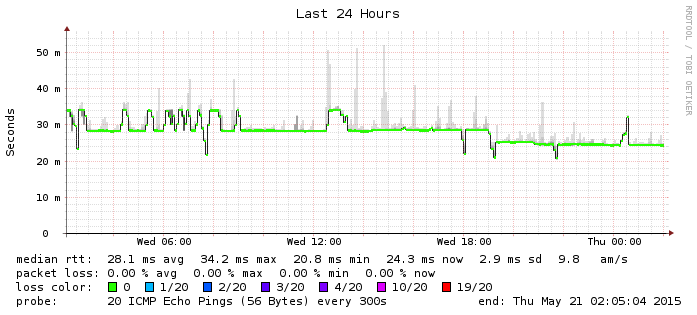 Last 24 Hours
RRDTOOL / TOBI OETIKER
Seconds
50 m
40 m
30 m
20 m
10 m
0
Wed 06:00 Wed 12:00 Wed 18:00 Thu 00:00
median rtt: 28.1 ms avg 34.2 ms max 20.8 ms min 24.3 ms now 2.9 ms sd 9.8 am/s
packet loss: 0.00 % avg 0.00 % max 0.00 % min 0.00 % now
loss color: 0 1/20 2/20 3/20 4/20 10/20 19/20
probe: 20 ICMP Echo Pings (56 Bytes) every 300s end: Thu May 21 02:05:04 2015